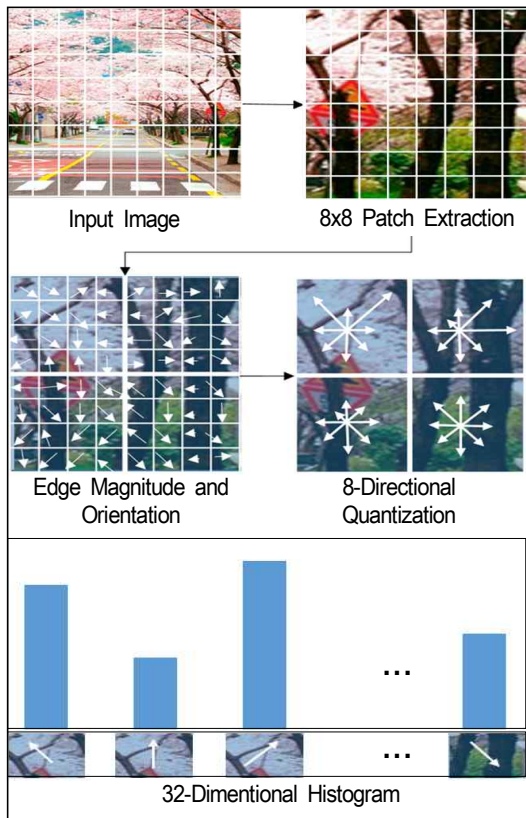 Input Image
8x8 Patch Extraction
Edge Magnitude and
Orientation
8-Directional
Quantization
...
...
32-Dimentional Histogram